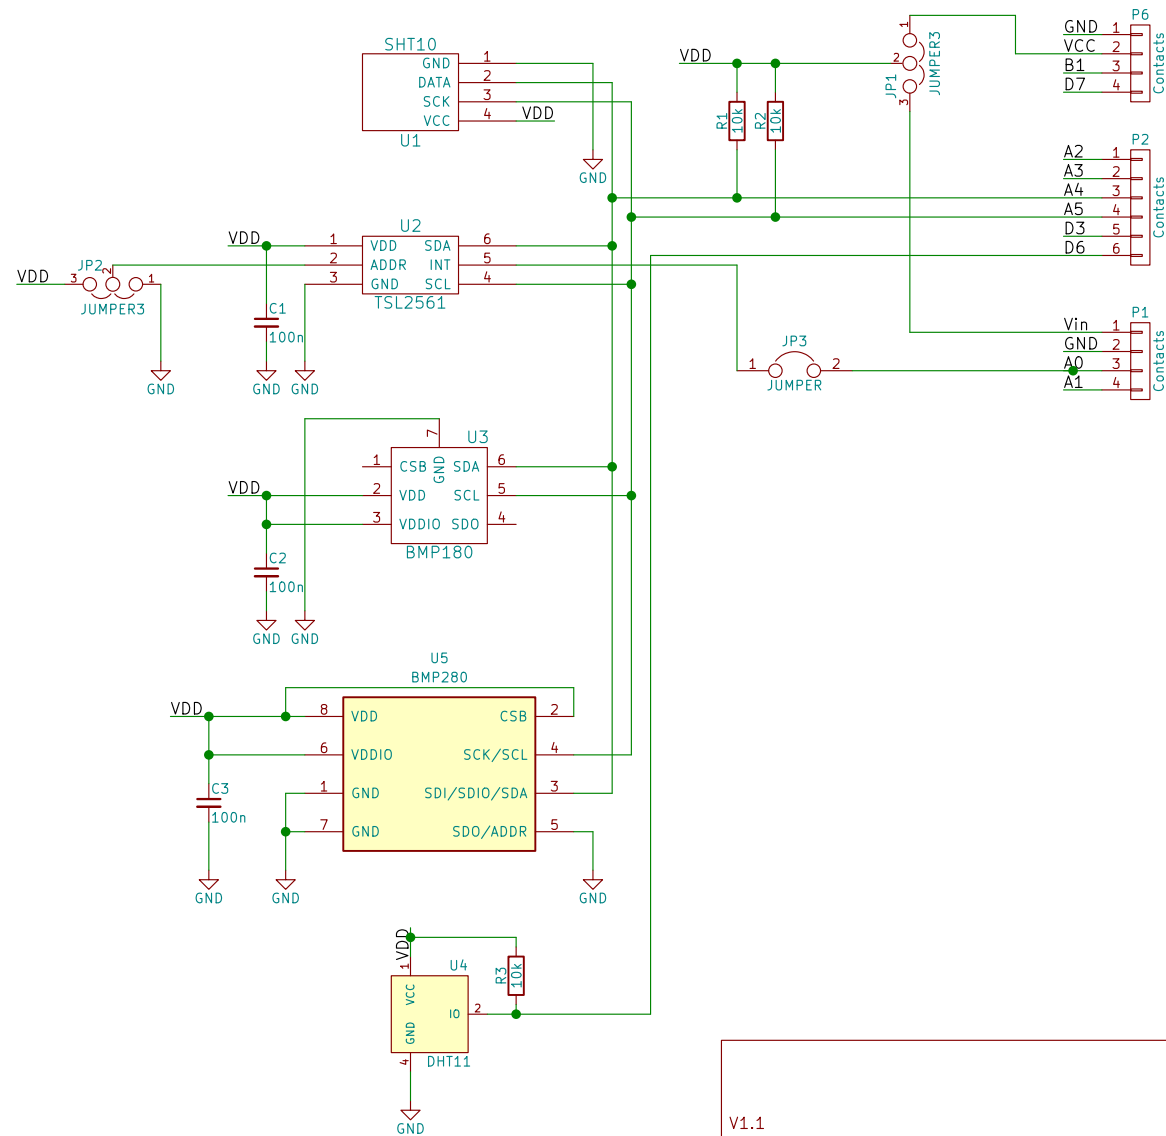 SHT10
GND 1
DATA 2
SCK 3
VCC 4
VDD
U1
GND
VDD
R1
10k
R2
10k
1
2
3
JP1
JUMPER3
P6
GND 1
VCC 2
B1 3
D7 4
Contacts
P2
A2 1
A3 2
A4 3
A5 4
D3 5
D6 6
Contacts
P1
Vin 1
GND 2
A0 3
A1 4
Contacts
U2
VDD
1 VDD SDA 6
2 ADDR INT 5
3 GND SCL 4
TSL2561
VDD
JP2
3
2
1
JUMPER3
GND
C1
100n
GND
GND
JP3
1
2
JUMPER
U3
7
GND
1 CSB SDA 6
VDD
2 VDD SCL 5
3 VDDIO SDO 4
BMP180
C2
100n
GND
GND
U5
BMP280
VDD
8 VDD CSB 2
6 VDDIO SCK/SCL 4
1 GND SDI/SDIO/SDA 3
7 GND SDO/ADDR 5
C3
100n
GND
GND
GND
VDD
1
VCC
U4
R3
10k
IO 2
GND
4
DHT11
GND
V1.1